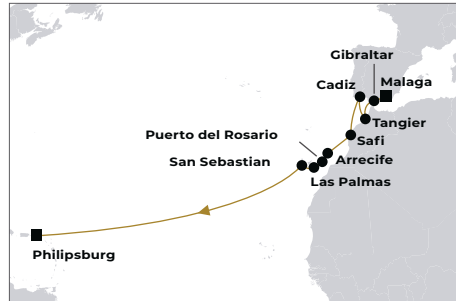 Gibraltar
Cadiz
Malaga
Tangier
Puerto del Rosario
Safi
San Sebastian
Arrecife
Las Palmas
Philipsburg